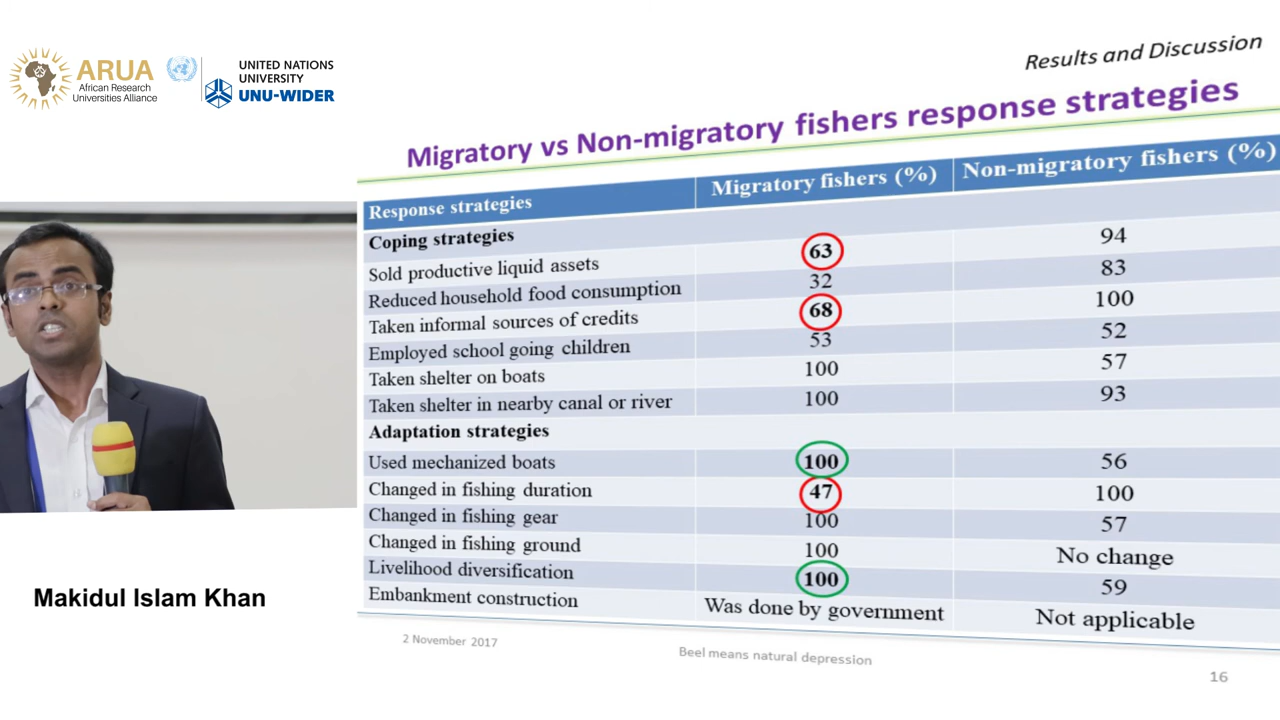 ARUA
African Research
Universities Alliance
UNITED NATIONS
UNIVERSITY
UNU-WIDER
Makidul Islam Khan
Results and Discussion
Migratory vs Non-migratory fishers response strategies
Response strategies Migratory fishers (%) Non-migratory fishers (%)
Coping strategies
Sold productive liquid assets 63 94
Reduced household food consumption 32 83
Taken informal sources of credits 68 100
Employed school going children 53 52
Taken shelter on boats 100 57
Taken shelter in nearby canal or river 100 93
Adaptation strategies
Used mechanized boats 100 56
Changed in fishing duration 47 100
Changed in fishing gear 100 57
Changed in fishing ground 100 No change
Livelihood diversification 100 59
Embankment construction Was done by government Not applicable
2 November 2017 Beel means natural depression 16